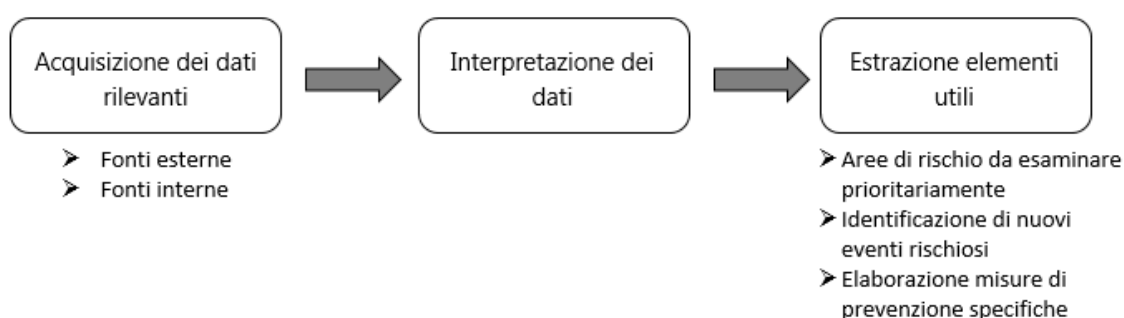 Acquisizione dei dati
rilevanti
Interpretazione dei
dati
Estrazione elementi
utili
Fonti esterne
Fonti interne
Aree di rischio da esaminare
prioritariamente
Identificazione di nuovi
eventi rischiosi
Elaborazione misure di
prevenzione specifiche